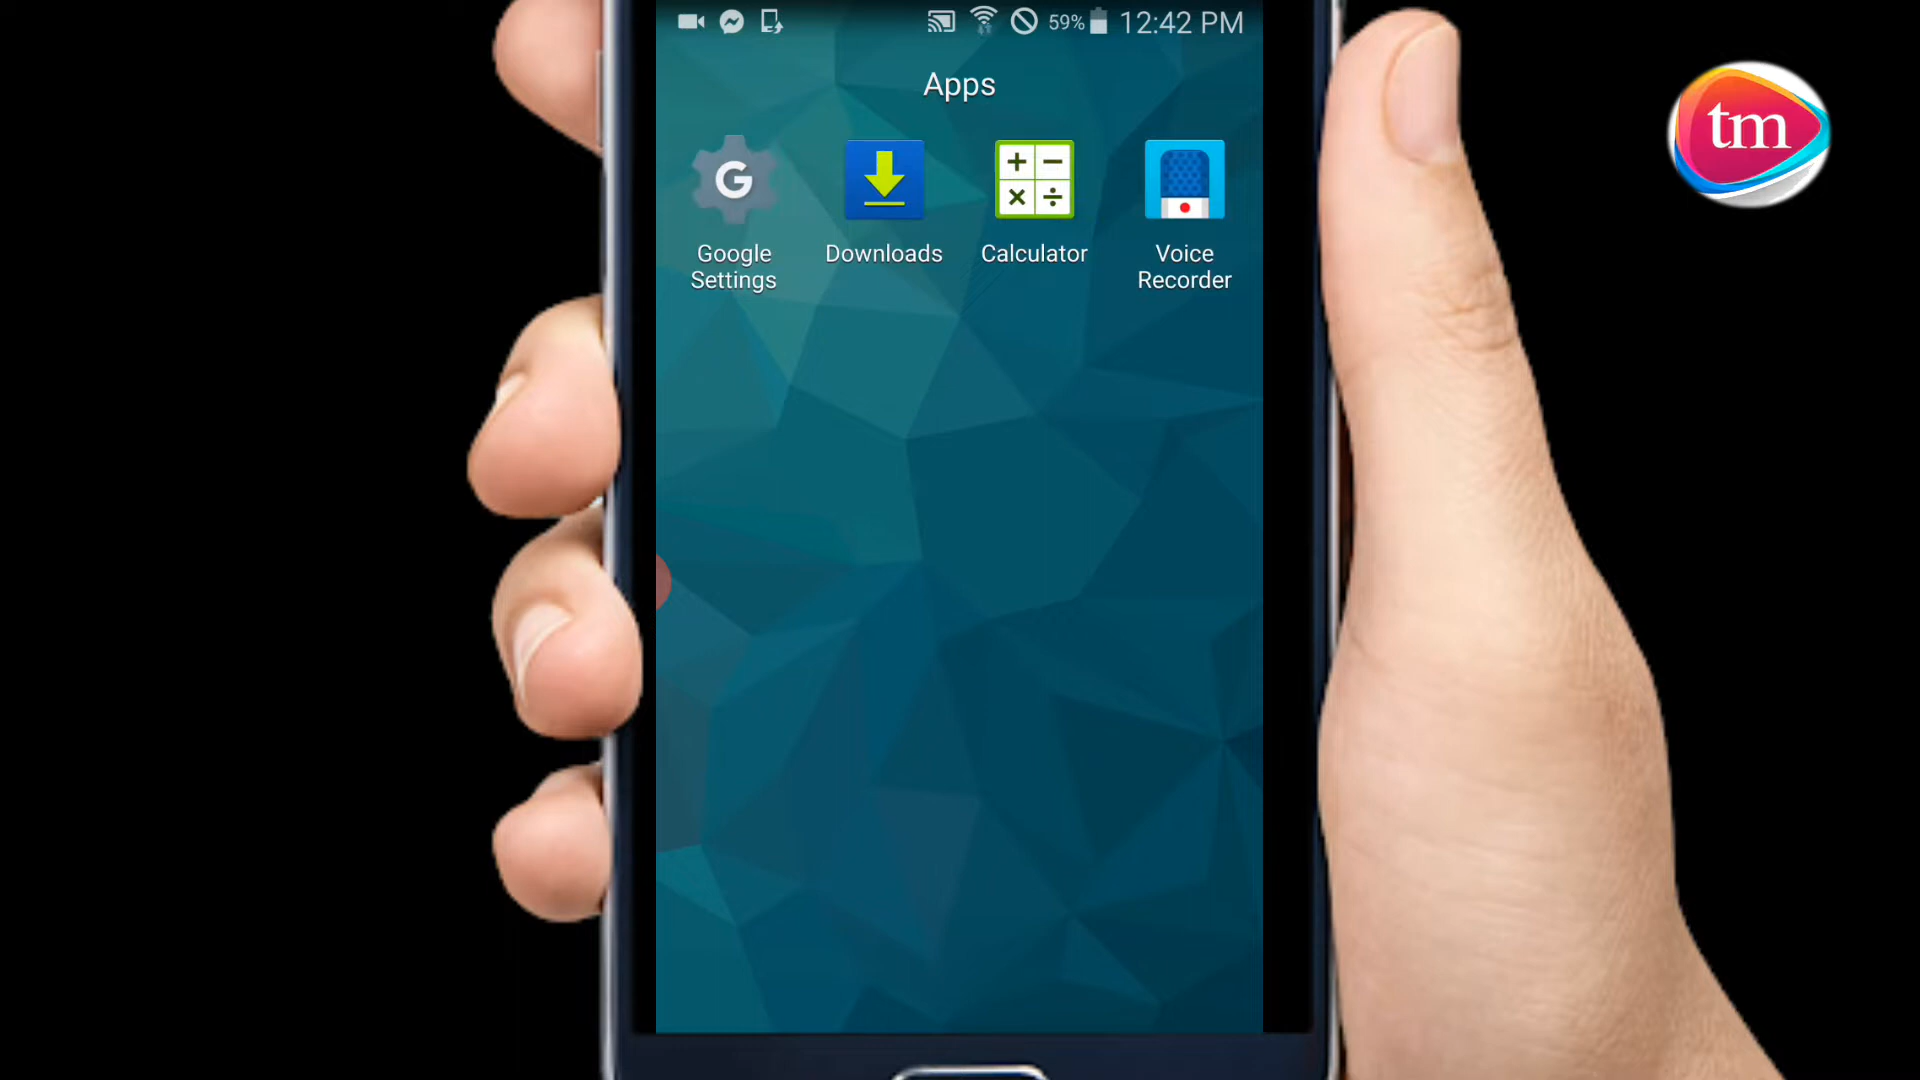 59% 12:42 PM
Apps
tm
G
Google
Settings
Downloads
Calculator
Voice
Recorder